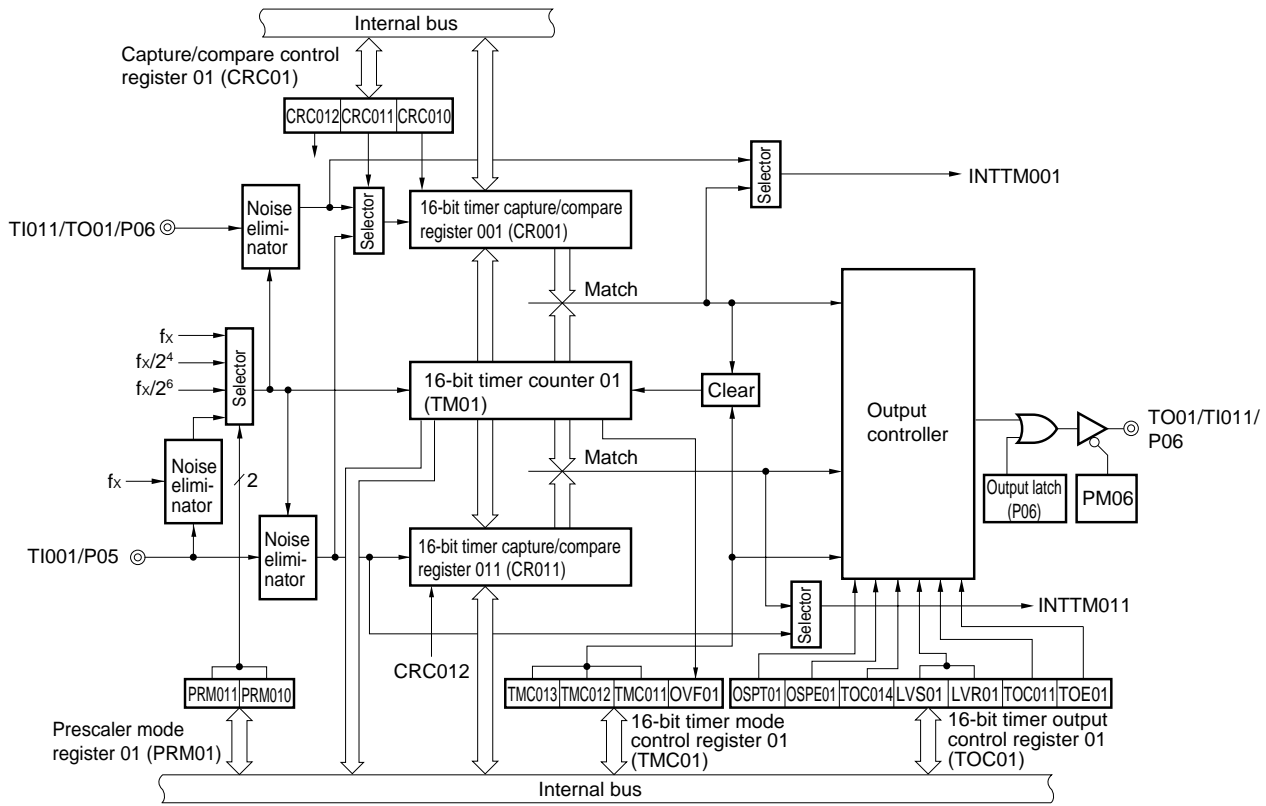 Internal bus
Capture/compare control
register 01 (CRC01)
CRC012 CRC011 CRC010
Selector
INTTM001
TI011/TO01/P06
Noise
elimi-
nator
Selector
16-bit timer capture/compare
register 001 (CR001)
Match
fX
fX/2⁴
fX/2⁶
Selector
16-bit timer counter 01
(TM01)
Clear
Output
controller
TO01/TI011/
P06
Output latch
(P06)
PM06
fX
Noise
elimi-
nator
2
Match
TI001/P05
Noise
elimi-
nator
16-bit timer capture/compare
register 011 (CR011)
Selector
INTTM011
CRC012
PRM011 PRM010
Prescaler mode
register 01 (PRM01)
TMC013 TMC012 TMC011 OVF01
16-bit timer mode
control register 01
(TMC01)
OSPT01 OSPE01 TOC014 LVS01 LVR01 TOC011 TOE01
16-bit timer output
control register 01
(TOC01)
Internal bus